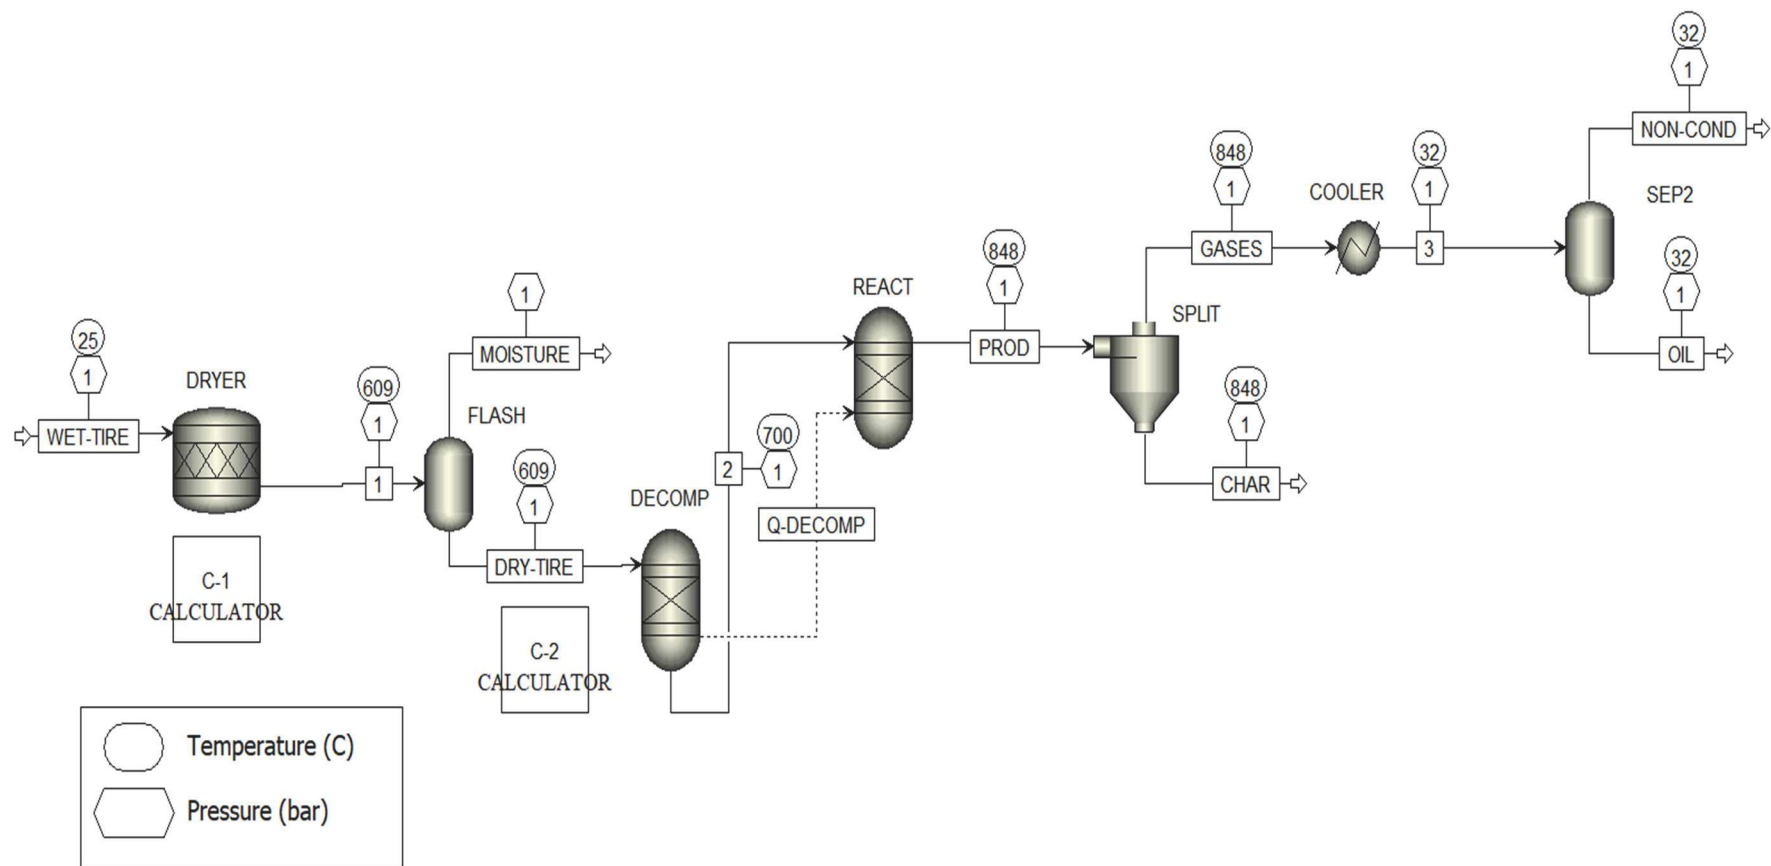 32
1
NON-COND
848
1
GASES
COOLER
32
1
3
SEP2
32
1
OIL
848
1
PROD
REACT
SPLIT
848
1
CHAR
1
MOISTURE
25
1
WET-TIRE
DRYER
609
1
1
FLASH
609
1
DRY-TIRE
DECOMP
2
700
1
Q-DECOMP
C-1
CALCULATOR
C-2
CALCULATOR
Temperature (C)
Pressure (bar)